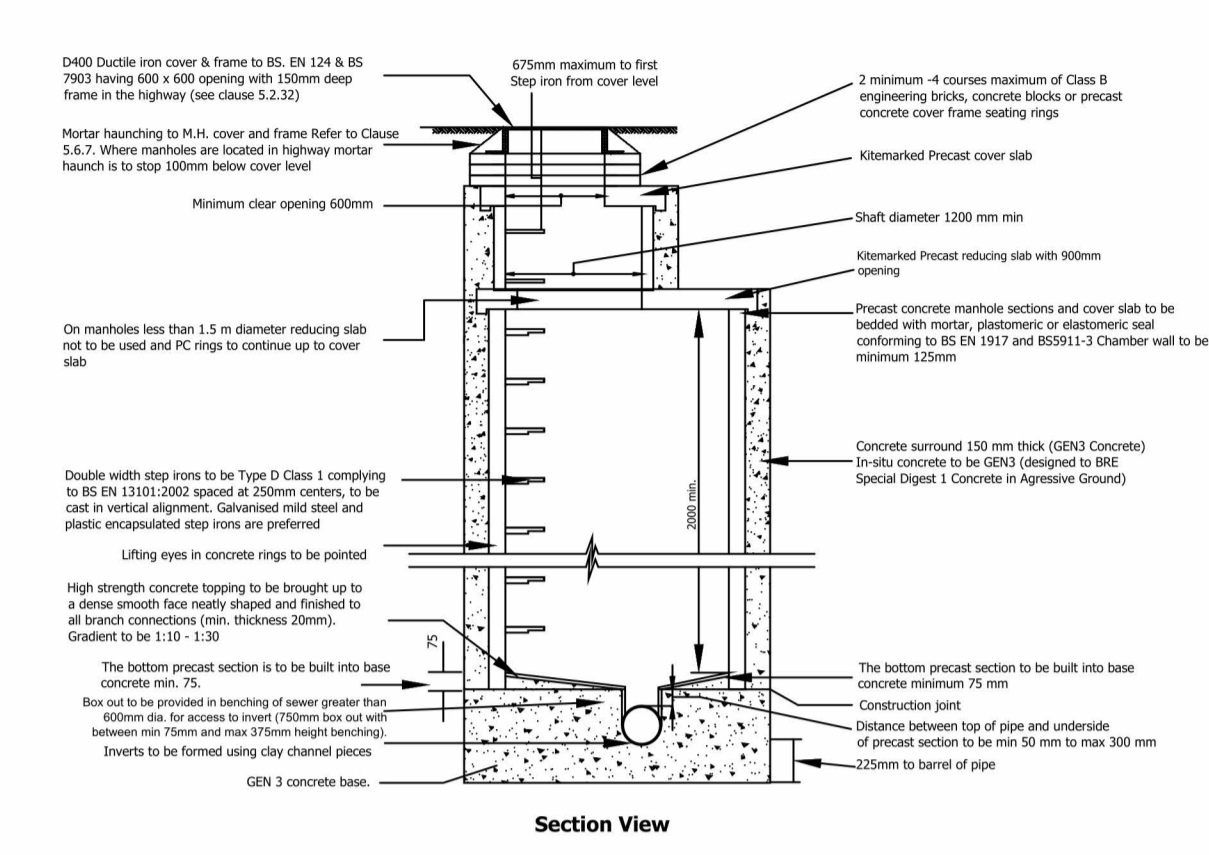 D400 Ductile iron cover & frame to BS. EN 124 & BS
7903 having 600 x 600 opening with 150mm deep
frame in the highway (see clause 5.2.32)
675mm maximum to first
Step iron from cover level
2 minimum -4 courses maximum of Class B
engineering bricks, concrete blocks or precast
concrete cover frame seating rings
Mortar haunching to M.H. cover and frame Refer to Clause
5.6.7. Where manholes are located in highway mortar
haunch is to stop 100mm below cover level
Kitemarked Precast cover slab
Minimum clear opening 600mm
Shaft diameter 1200 mm min
Kitemarked Precast reducing slab with 900mm
opening
On manholes less than 1.5 m diameter reducing slab
not to be used and PC rings to continue up to cover
slab
Precast concrete manhole sections and cover slab to be
bedded with mortar, plastomeric or elastomeric seal
conforming to BS EN 1917 and BS5911-3 Chamber wall to be
minimum 125mm
Concrete surround 150 mm thick (GEN3 Concrete)
In-situ concrete to be GEN3 (designed to BRE
Special Digest 1 Concrete in Agressive Ground)
Double width step irons to be Type D Class 1 complying
to BS EN 13101:2002 spaced at 250mm centers, to be
cast in vertical alignment. Galvanised mild steel and
plastic encapsulated step irons are preferred
2000 min.
Lifting eyes in concrete rings to be pointed
High strength concrete topping to be brought up to
a dense smooth face neatly shaped and finished to
all branch connections (min. thickness 20mm).
Gradient to be 1:10 - 1:30
75
The bottom precast section is to be built into base
concrete min. 75.
The bottom precast section to be built into base
concrete minimum 75 mm
Box out to be provided in benching of sewer greater than
600mm dia. for access to invert (750mm box out with
between min 75mm and max 375mm height benching).
Construction joint
Distance between top of pipe and underside
of precast section to be min 50 mm to max 300 mm
Inverts to be formed using clay channel pieces
225mm to barrel of pipe
GEN 3 concrete base.
Section View